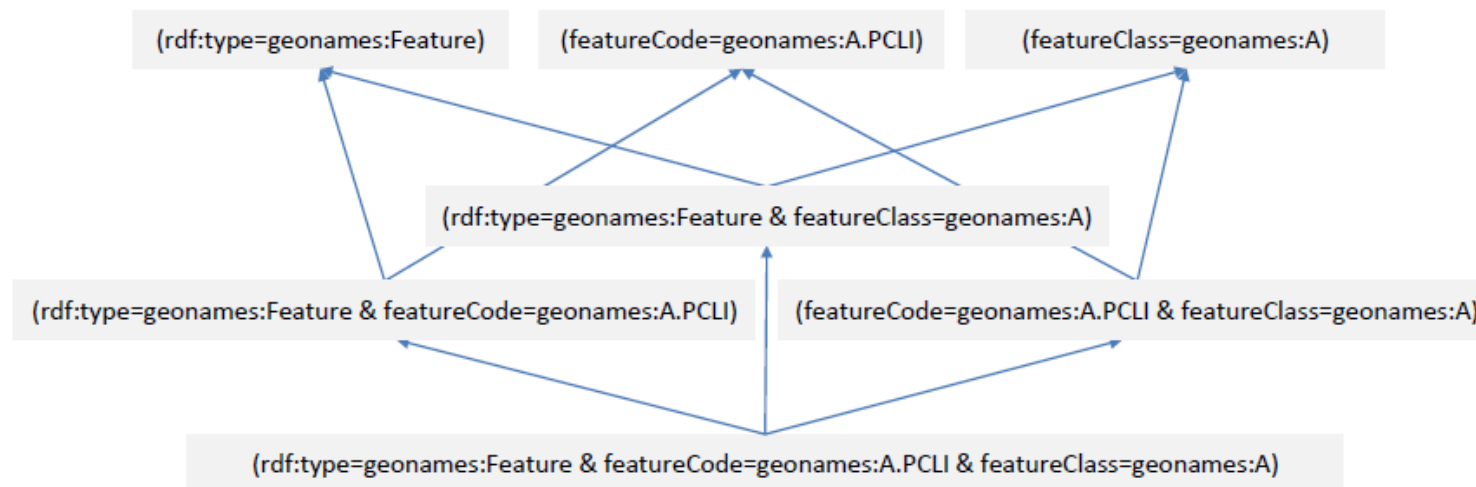 (rdf:type=geonames:Feature)
(featureCode=geonames:A.PCLI)
(featureClass=geonames:A)
(rdf:type=geonames:Feature & featureClass=geonames:A)
(rdf:type=geonames:Feature & featureCode=geonames:A.PCLI)
(featureCode=geonames:A.PCLI & featureClass=geonames:A)
(rdf:type=geonames:Feature & featureCode=geonames:A.PCLI & featureClass=geonames:A)